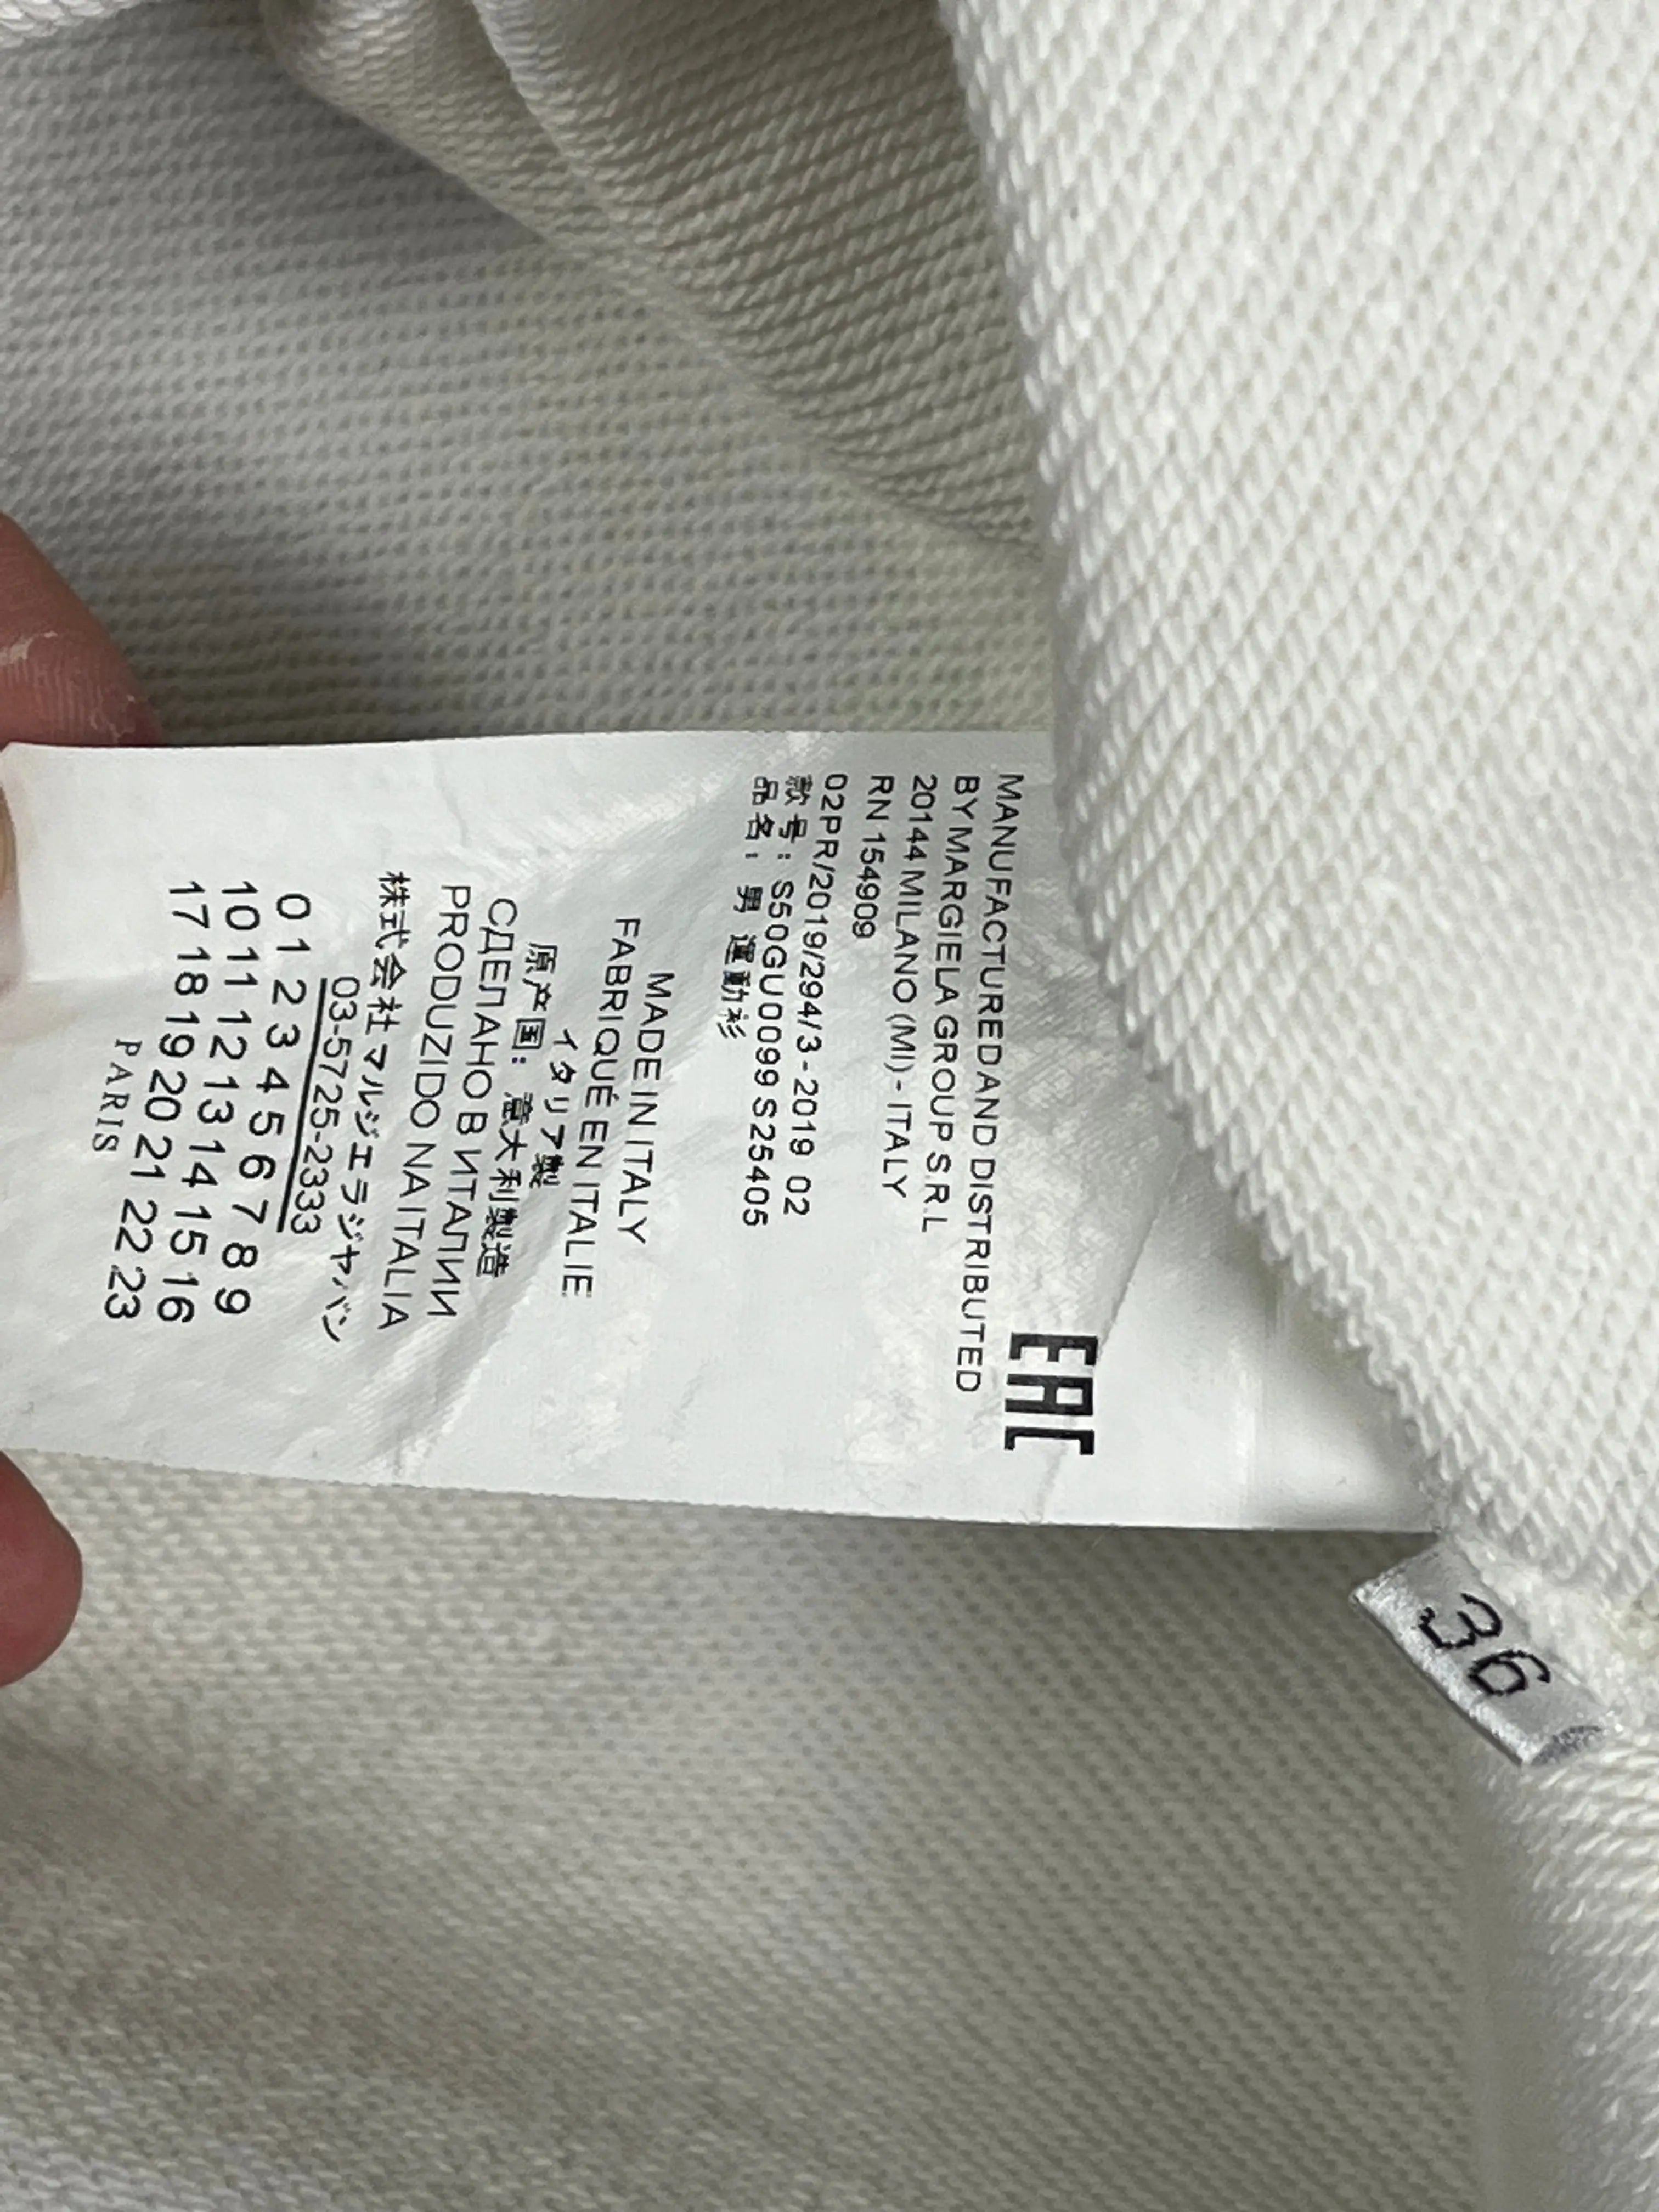 EAC
MANUFACTURED AND DISTRIBUTED
BY MARGIELA GROUP S.R.L
20144 MILANO (MI) - ITALY
RN 154909
02PR/2019/294/3 - 2019 02
款号: S50GU0099 S25405
品名: 男 運動衫
MADE IN ITALY
FABRIQUÉ EN ITALIE
イタリア製
原产国: 意大利製造
СДЕЛАНО В ИТАЛИИ
PRODUZIDO NA ITALIA
株式会社 マルジエラジャパン
03-5725-2333
0 1 2 3 4 5 6 7 8 9
10 11 12 13 14 15 16
17 18 19 20 21 22 23
PARIS
36